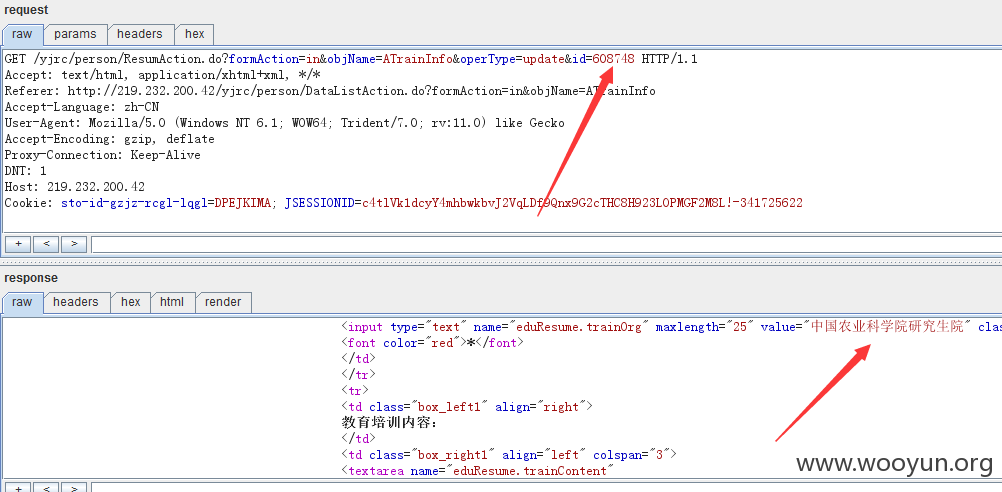 request
raw params headers hex
GET /yjrc/person/ResumAction.do?formAction=in&objName=ATrainInfo&operType=update&id=608748 HTTP/1.1
Accept: text/html, application/xhtml+xml, */*
Referer: http://219.232.200.42/yjrc/person/DataListAction.do?formAction=in&objName=ATrainInfo
Accept-Language: zh-CN
User-Agent: Mozilla/5.0 (Windows NT 6.1; WOW64; Trident/7.0; rv:11.0) like Gecko
Accept-Encoding: gzip, deflate
Proxy-Connection: Keep-Alive
DNT: 1
Host: 219.232.200.42
Cookie: sto-id-gzjz-rcgl-lqgl=DPEJKIMA; JSESSIONID=c4tlVk1dcyY4mhbwkbvJ2VqLDf9Qnx9G2cTHC8H923LOPMGF2M8L!-341725622
+ < >
response
raw headers hex html render
<input type="text" name="eduResume.trainOrg" maxlength="25" value="中国农业科学院研究生院" clas
<font color="red">*</font>
</td>
</tr>
<tr>
<td class="box_left1" align="right">
教育培训内容：
</td>
<td class="box_right1" align="left" colspan="3">
<textarea name="eduResume.trainContent"
www.wooyun.org
+ < >